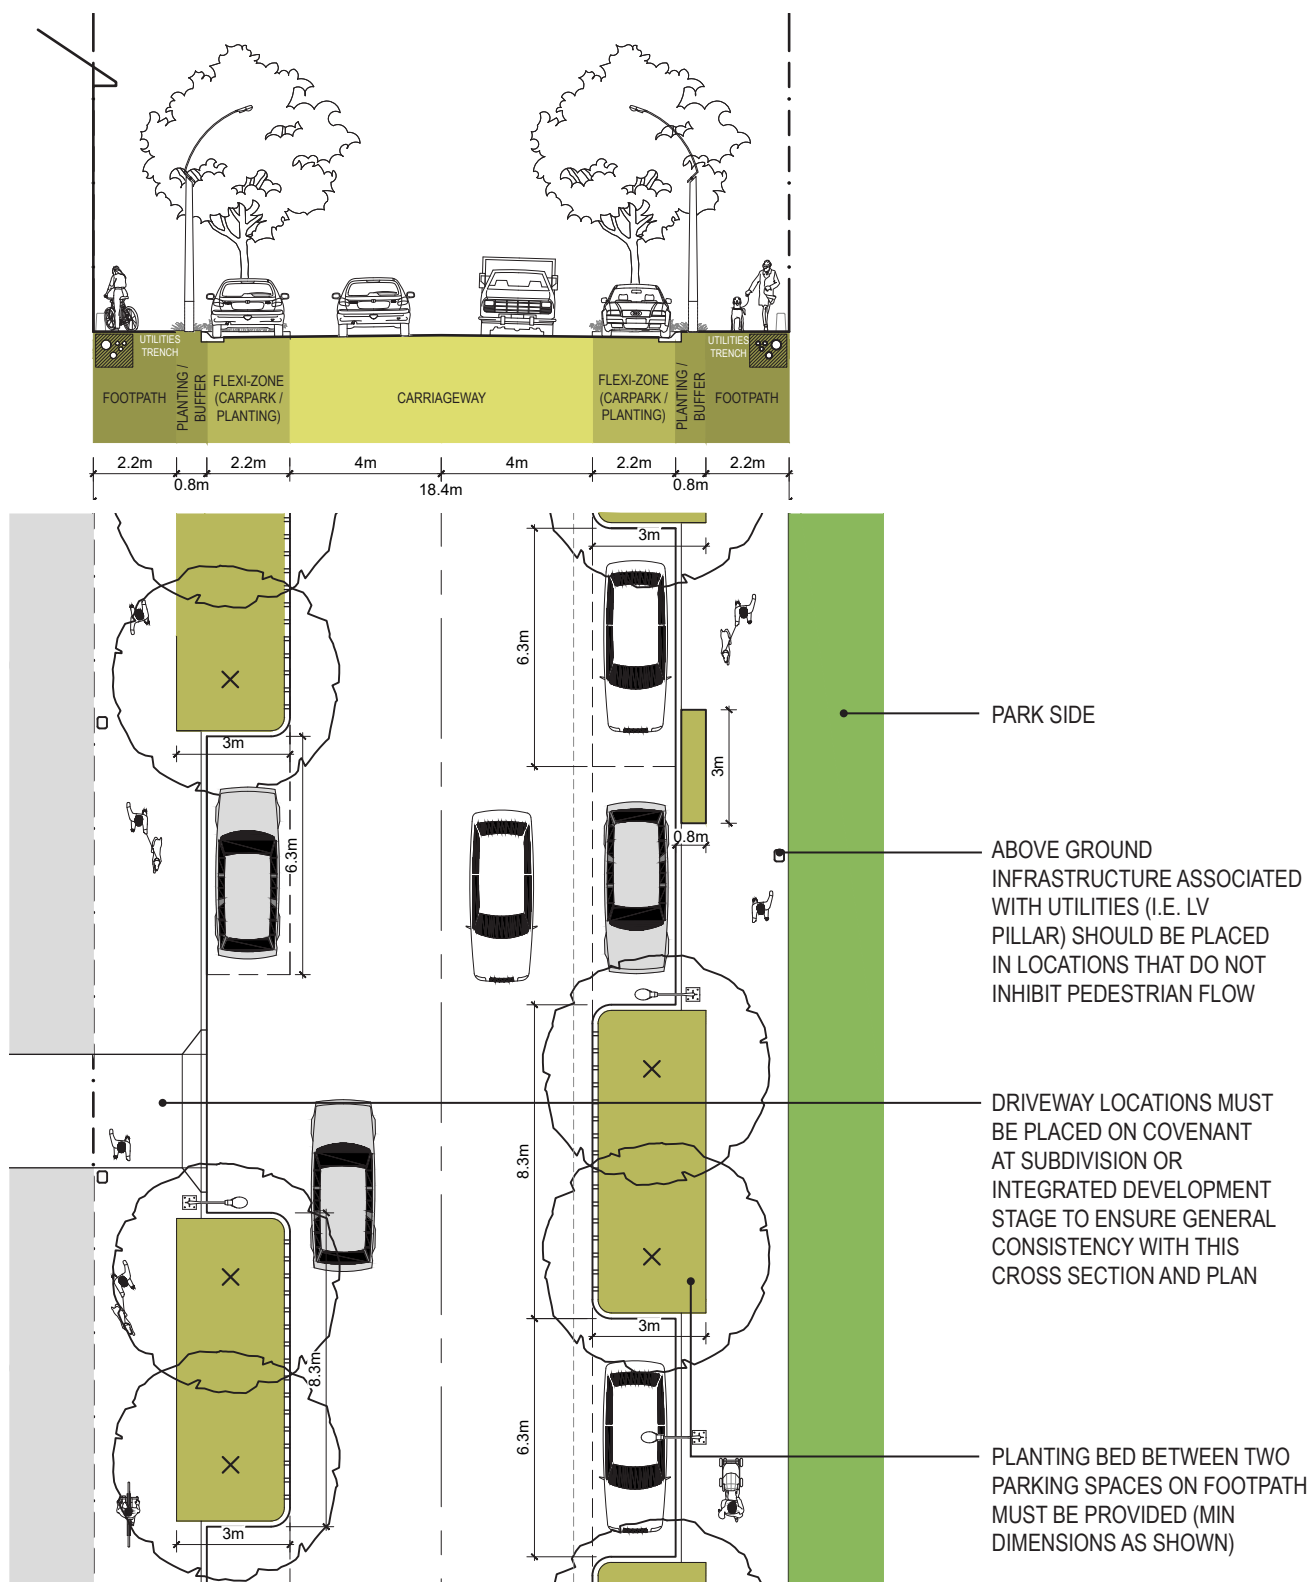 UTILITIES
TRENCH
FOOTPATH
PLANTING /
BUFFER
FLEXI-ZONE
(CARPARK /
PLANTING)
CARRIAGEWAY
FLEXI-ZONE
(CARPARK /
PLANTING)
PLANTING /
BUFFER
UTILITIES
TRENCH
FOOTPATH
2.2m
0.8m
2.2m
4m
4m
2.2m
0.8m
2.2m
18.4m
3m
6.3m
3m
3m
0.8m
6.3m
8.3m
3m
8.3m
6.3m
3m
PARK SIDE
ABOVE GROUND
INFRASTRUCTURE ASSOCIATED
WITH UTILITIES (I.E. LV
PILLAR) SHOULD BE PLACED
IN LOCATIONS THAT DO NOT
INHIBIT PEDESTRIAN FLOW
DRIVEWAY LOCATIONS MUST
BE PLACED ON COVENANT
AT SUBDIVISION OR
INTEGRATED DEVELOPMENT
STAGE TO ENSURE GENERAL
CONSISTENCY WITH THIS
CROSS SECTION AND PLAN
PLANTING BED BETWEEN TWO
PARKING SPACES ON FOOTPATH
MUST BE PROVIDED (MIN
DIMENSIONS AS SHOWN)